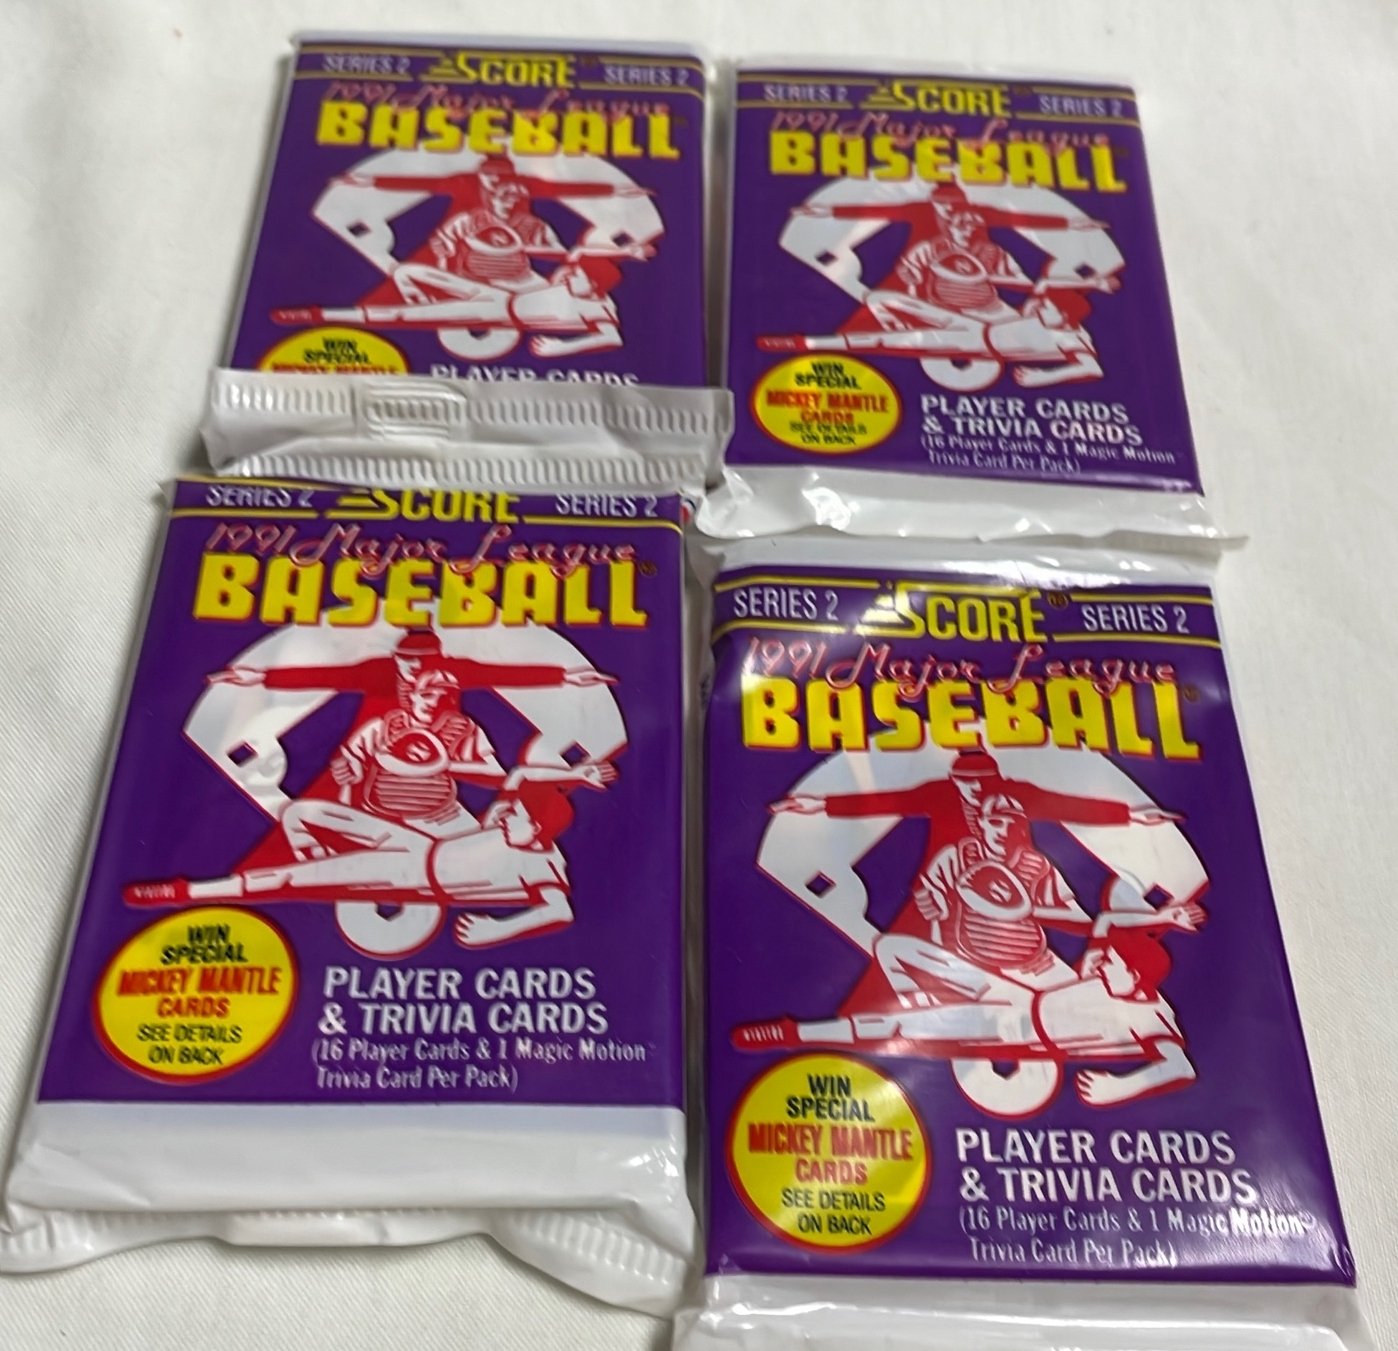 SERIES 2 SCORE SERIES 2
1991 Major League
BASEBALL
WIN
SPECIAL
MICKEY MANTLE
PLAYER CARDS
SERIES 2 SCORE SERIES 2
1991 Major League
BASEBALL
WIN
SPECIAL
MICKEY MANTLE
CARDS
SEE DETAILS
ON BACK
PLAYER CARDS
& TRIVIA CARDS
(16 Player Cards & 1 Magic Motion
Trivia Card Per Pack)
SERIES 2 SCORE SERIES 2
1991 Major League
BASEBALL®
WIN
SPECIAL
MICKEY MANTLE
CARDS
SEE DETAILS
ON BACK
PLAYER CARDS
& TRIVIA CARDS
(16 Player Cards & 1 Magic Motion
Trivia Card Per Pack)
SERIES 2 SCORE® SERIES 2
1991 Major League
BASEBALL®
WIN
SPECIAL
MICKEY MANTLE
CARDS
SEE DETAILS
ON BACK
PLAYER CARDS
& TRIVIA CARDS
(16 Player Cards & 1 Magic Motion
Trivia Card Per Pack)